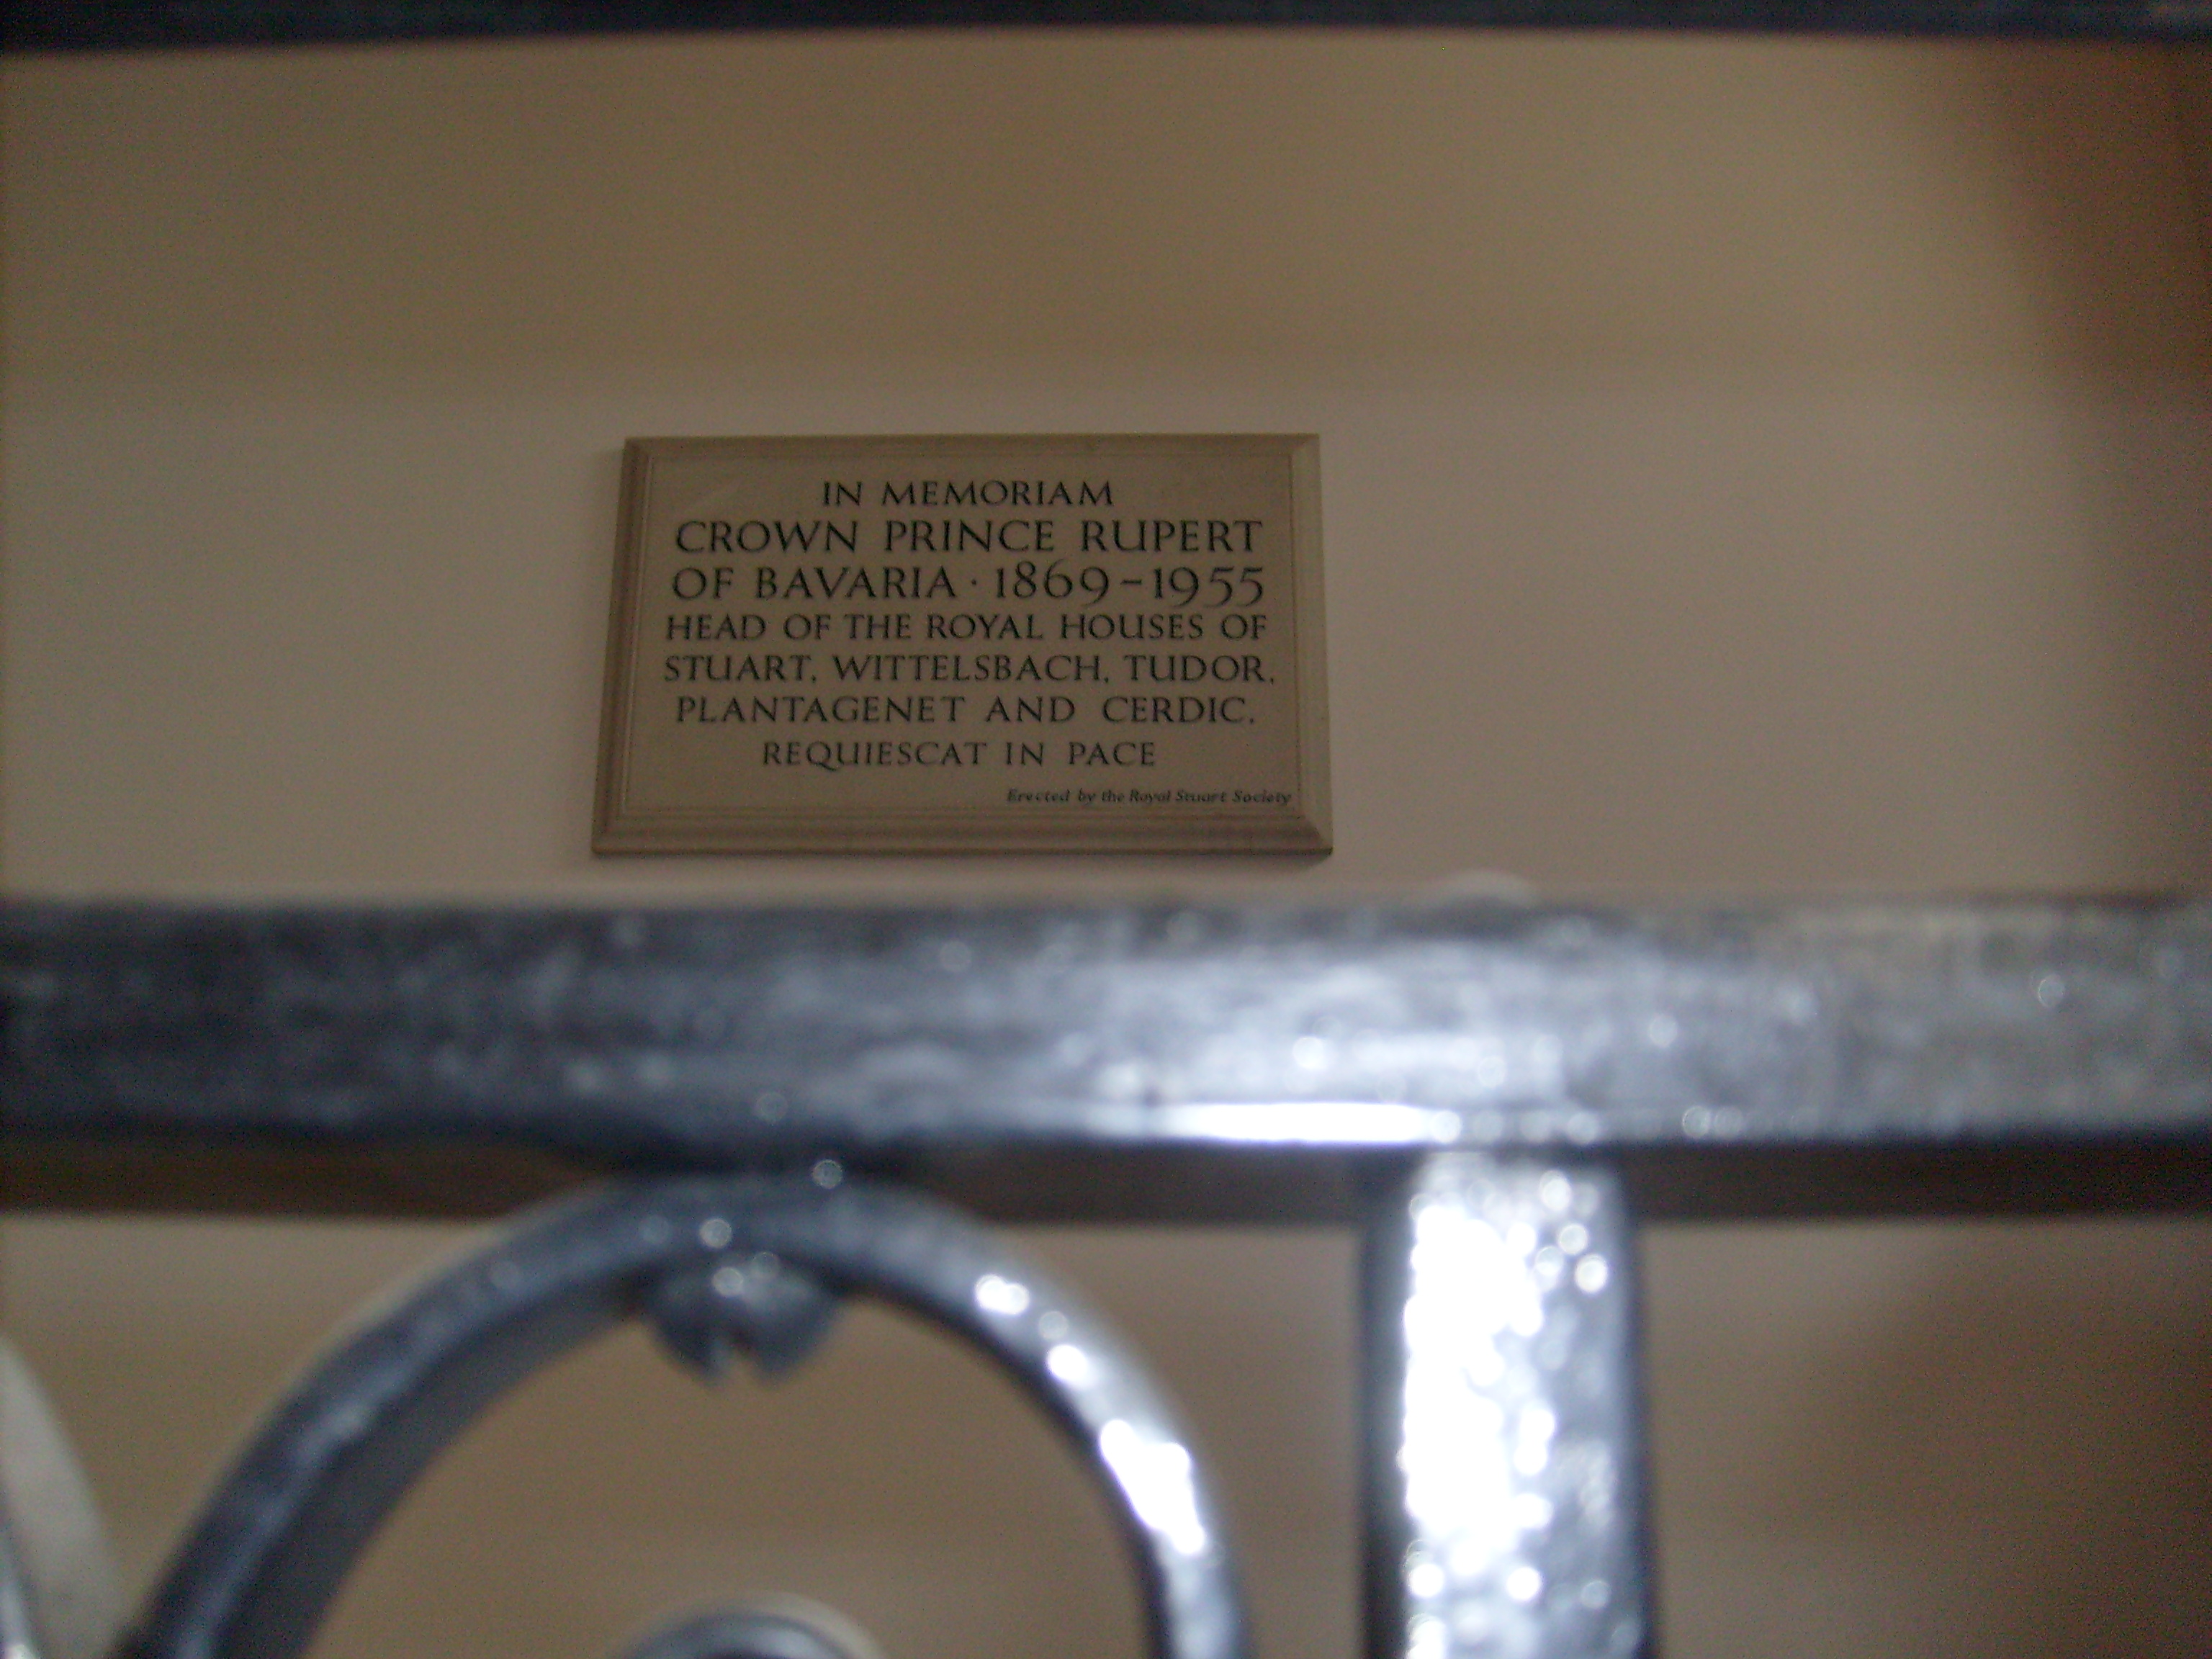 IN MEMORIAM
CROWN PRINCE RUPERT
OF BAVARIA · 1869-1955
HEAD OF THE ROYAL HOUSES OF
STUART, WITTELSBACH, TUDOR,
PLANTAGENET AND CERDIC.
REQUIESCAT IN PACE
Erected by the Royal Stuart Society